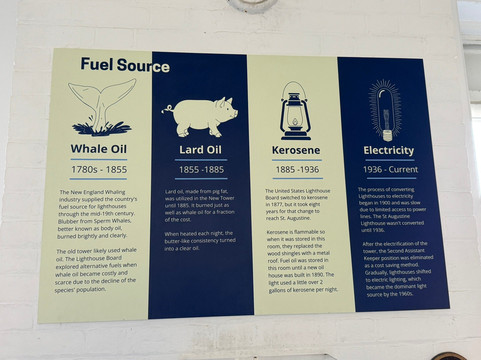 Fuel Source
Whale Oil
1780s - 1855
The New England Whaling
industry supplied the country's
fuel source for lighthouses
through the mid-19th century.
Blubber from Sperm Whales,
better known as body oil,
burned brightly and clearly.
The old tower likely used whale
oil. The Lighthouse Board
explored alternative fuels when
whale oil became costly and
scarce due to the decline of the
species' population.
Lard Oil
1855 -1885
Lard oil, made from pig fat,
was utilized in the New Tower
until 1885. It burned just as
well as whale oil for a fraction
of the cost.
When heated each night, the
butter-like consistency turned
into a clear oil.
Kerosene
1885 -1936
The United States Lighthouse
Board switched to kerosene
in 1877, but it took eight
years for that change to
reach St. Augustine.
Kerosene is flammable so
when it was stored in this
room, they replaced the
wood shingles with a metal
roof. Fuel oil was stored in
this room until a new oil
house was built in 1890. The
light used a little over 2
gallons of kerosene per night.
Electricity
1936 - Current
The process of converting
Lighthouses to electricity
began in 1900 and was slow
due to limited access to power
lines. The St Augustine
Lighthouse wasn't converted
until 1936.
After the electrification of the
tower, the Second Assistant
Keeper position was eliminated
as a cost saving method.
Gradually, lighthouses shifted
to electric lighting, which
became the dominant light
source by the 1960s.